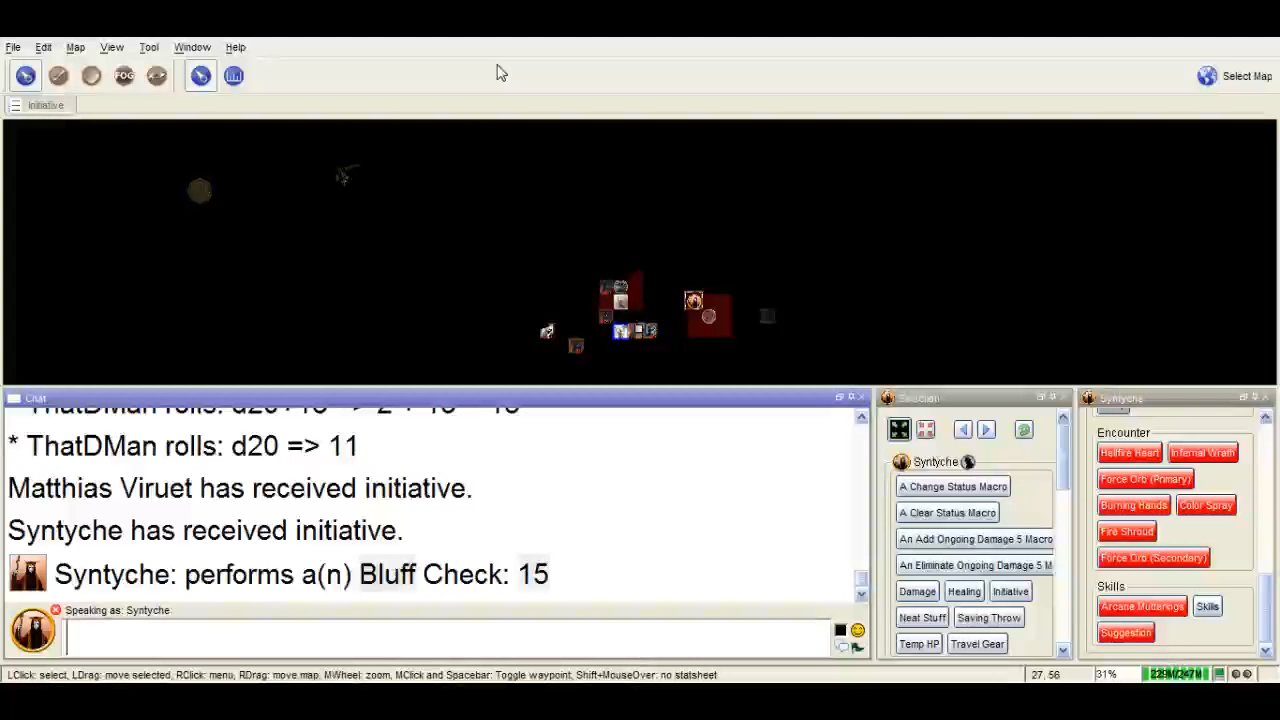 File Edit Map View Tool Window Help
FOG
Select Map
Initiative
Chat
* ThatDMan rolls: d20 => 11
Matthias Viruet has received initiative.
Syntyche has received initiative.
Syntyche: performs a(n) Bluff Check: 15
Speaking as: Syntyche
Selection
Syntyche
A Change Status Macro
A Clear Status Macro
An Add Ongoing Damage 5 Macro
An Eliminate Ongoing Damage 5 M
Damage Healing Initiative
Neat Stuff Saving Throw
Temp HP Travel Gear
Syntyche
Encounter
Hellfire Heart Infernal Wrath
Force Orb (Primary)
Burning Hands Color Spray
Fire Shroud
Force Orb (Secondary)
Skills
Arcane Mutterings Skills
Suggestion
LClick: select, LDrag: move selected, RClick: menu, RDrag: move map, MWheel: zoom, MClick and Spacebar: Toggle waypoint, Shift+MouseOver: no statsheet
27, 56
31%
229M/247M